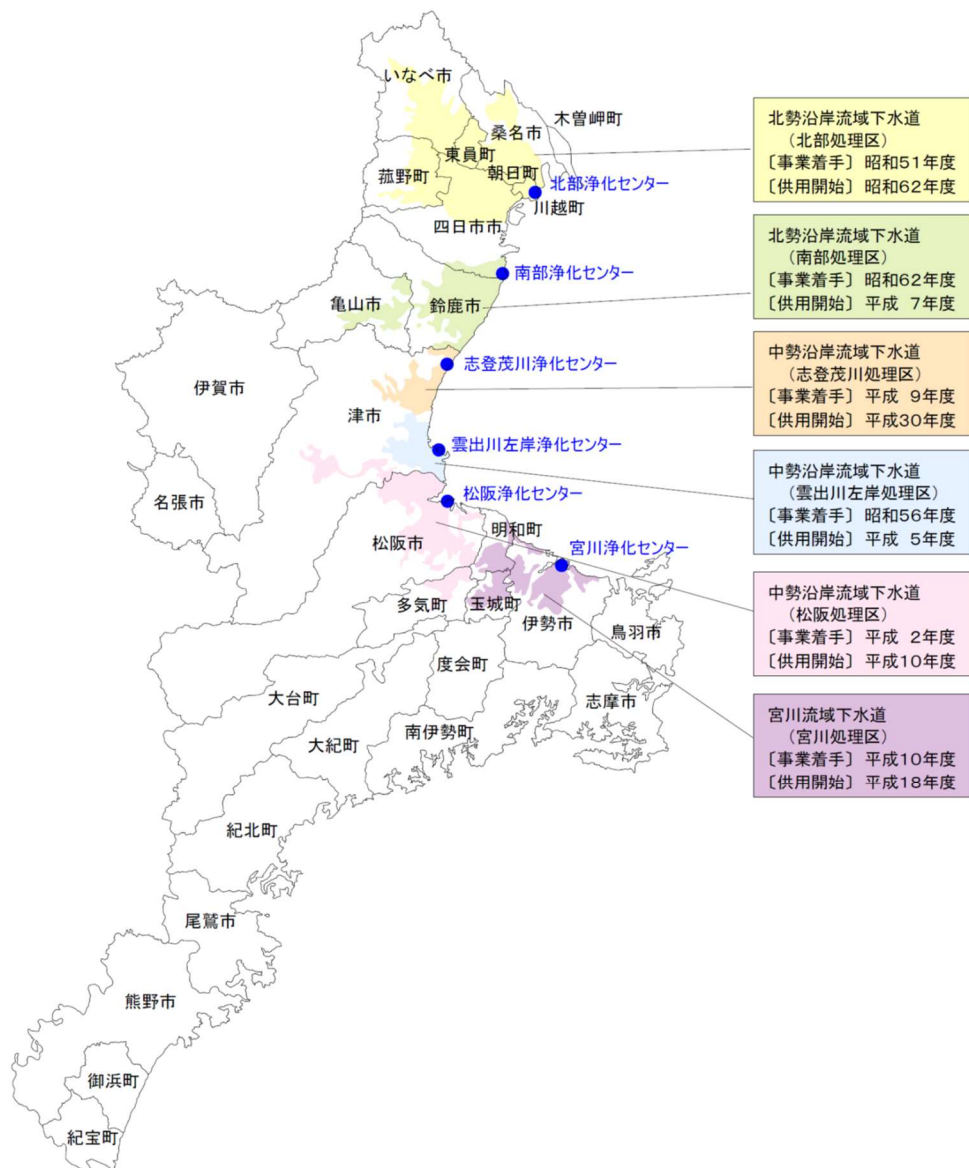 いなべ市
木曽岬町
桑名市
東員町
菰野町
朝日町
北部浄化センター
川越町
四日市市
南部浄化センター
亀山市
鈴鹿市
志登茂川浄化センター
伊賀市
津市
雲出川左岸浄化センター
名張市
松阪浄化センター
明和町
松阪市
宮川浄化センター
多気町
玉城町
伊勢市
鳥羽市
度会町
大台町
志摩市
大紀町
南伊勢町
紀北町
尾鷲市
熊野市
御浜町
紀宝町
北勢沿岸流域下水道
（北部処理区）
〔事業着手〕 昭和51年度
〔供用開始〕 昭和62年度
北勢沿岸流域下水道
（南部処理区）
〔事業着手〕 昭和62年度
〔供用開始〕 平成 7年度
中勢沿岸流域下水道
（志登茂川処理区）
〔事業着手〕 平成 9年度
〔供用開始〕 平成30年度
中勢沿岸流域下水道
（雲出川左岸処理区）
〔事業着手〕 昭和56年度
〔供用開始〕 平成 5年度
中勢沿岸流域下水道
（松阪処理区）
〔事業着手〕 平成 2年度
〔供用開始〕 平成10年度
宮川流域下水道
（宮川処理区）
〔事業着手〕 平成10年度
〔供用開始〕 平成18年度